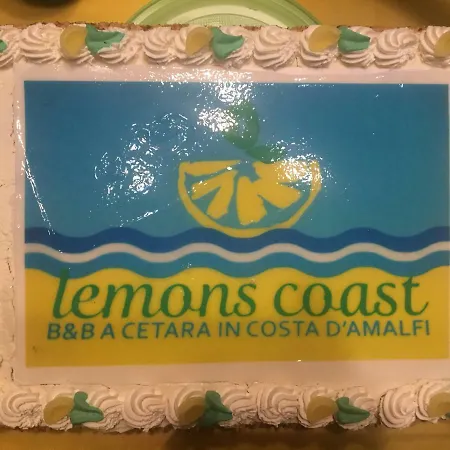 lemons coast
B&B A CETARA IN COSTA D'AMALFI